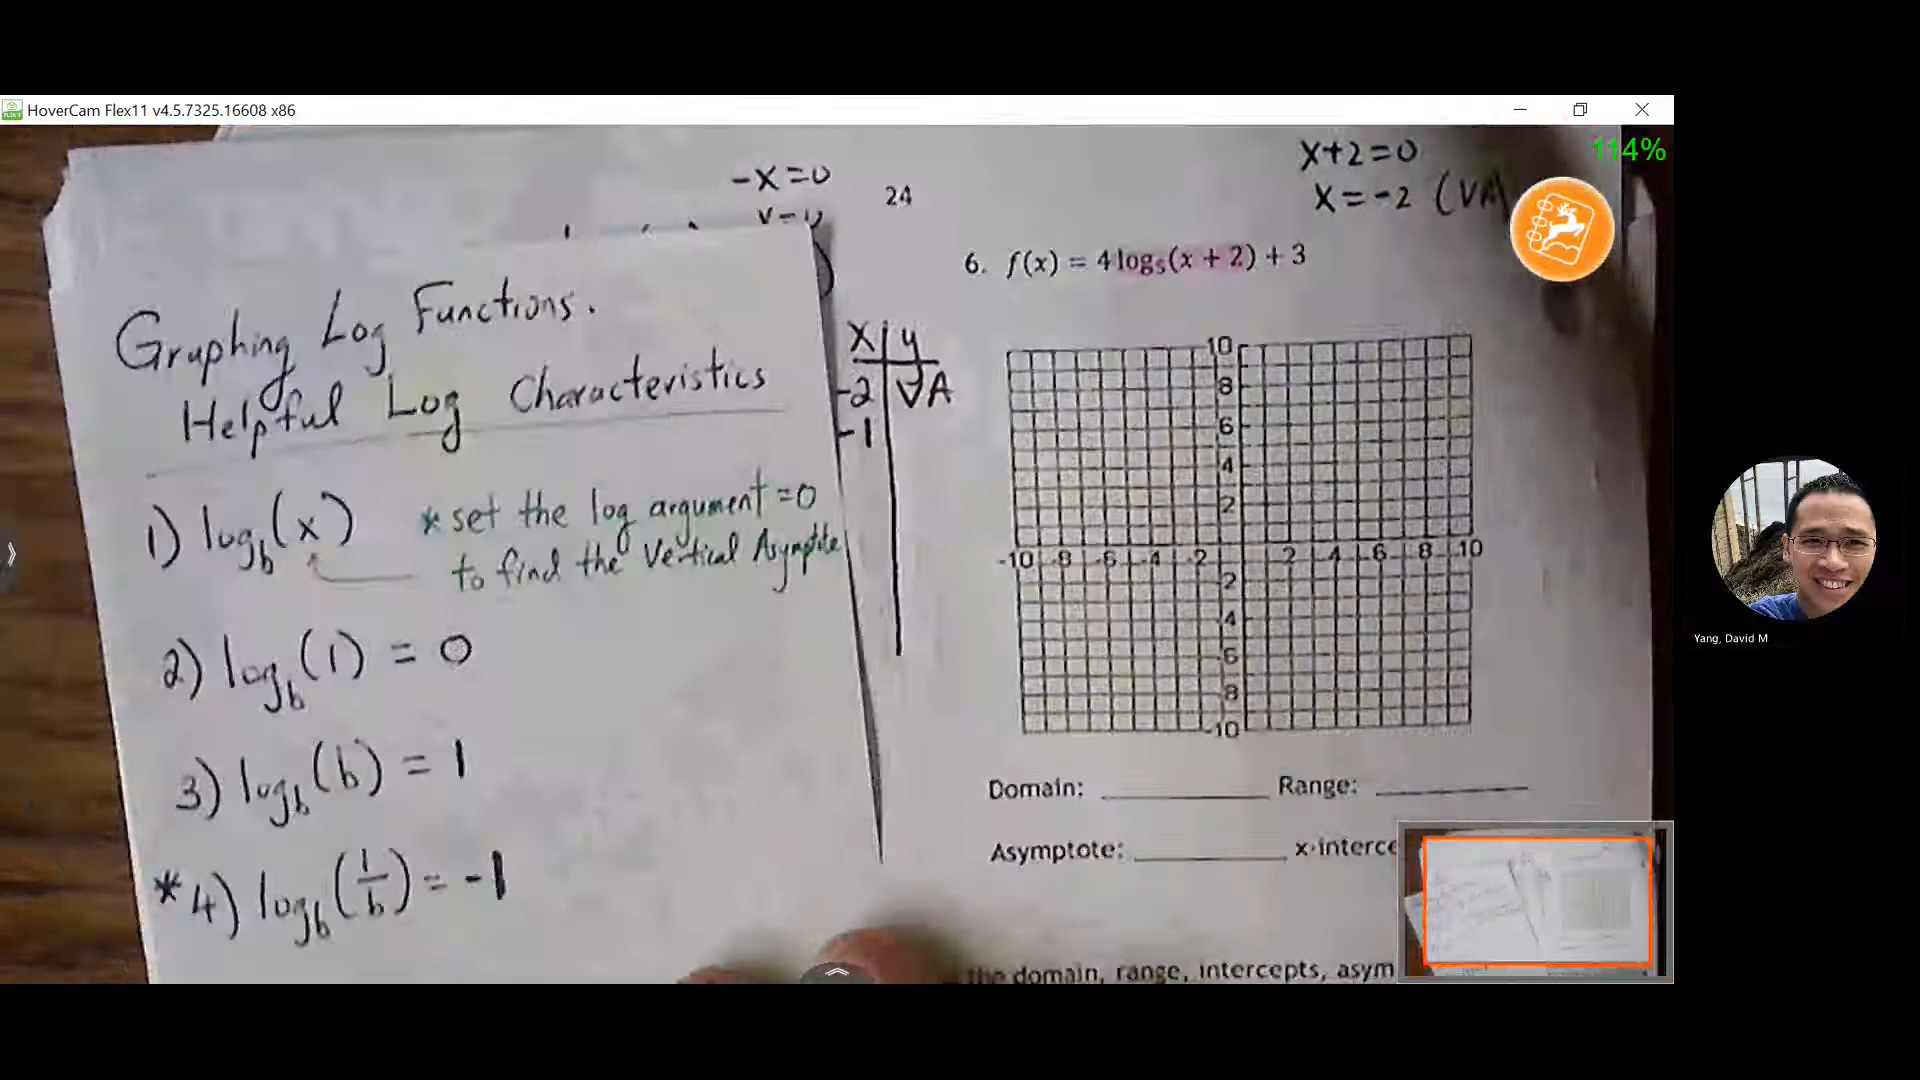 HoverCam Flex11 v4.5.7325.16608 x86
114%
-x=0
24
x+2=0
x=-2 (VA)
6. f(x) = 4log₅(x + 2) + 3
Graphing Log Functions.
Helpful Log Characteristics
1) log_b(x) * set the log argument =0
to find the Vertical Asymptote
2) log_b(1) = 0
3) log_b(b) = 1
*4) log_b(1/b) = -1
x y
-2 VA
-1
10
8
6
4
2
-10 -8 -6 -4 -2 2 4 6 8 10
-2
-4
-6
-8
-10
Domain: Range:
Asymptote: x-interce
the domain, range, intercepts, asym
Yang, David M